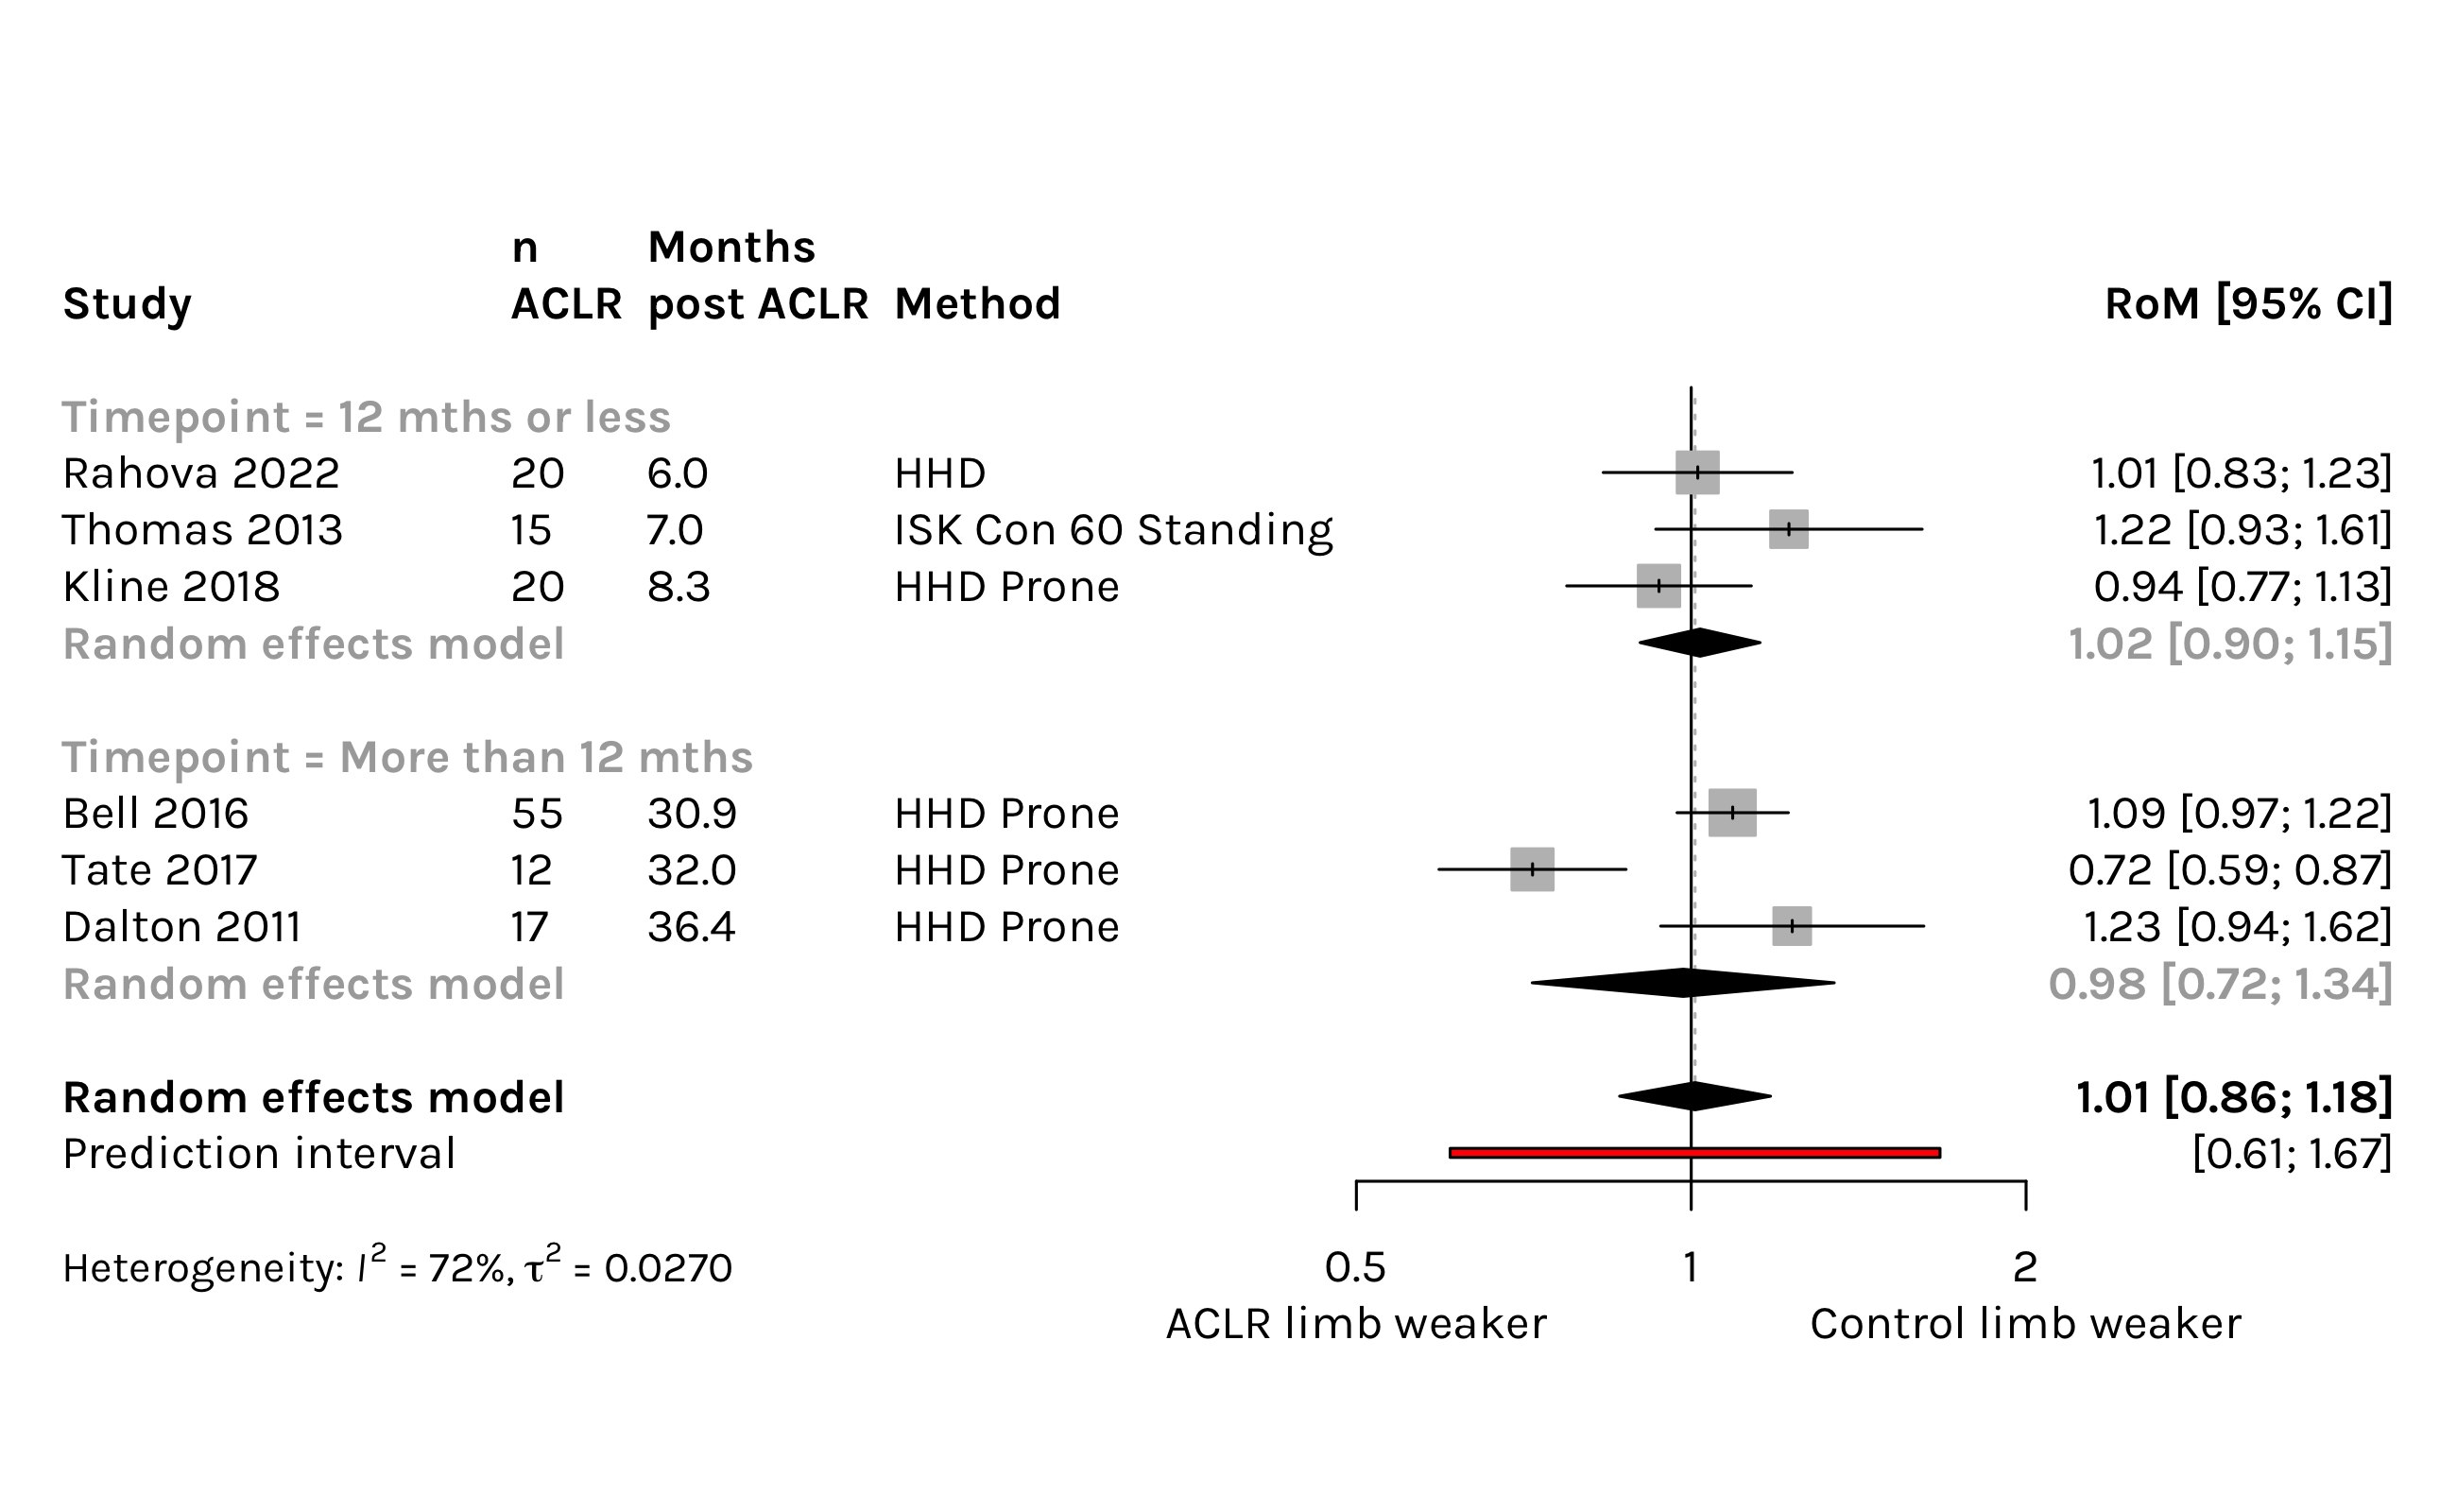 n Months
Study ACLR post ACLR Method RoM [95% CI]
Timepoint = 12 mths or less
Rahova 2022 20 6.0 HHD 1.01 [0.83; 1.23]
Thomas 2013 15 7.0 ISK Con 60 Standing 1.22 [0.93; 1.61]
Kline 2018 20 8.3 HHD Prone 0.94 [0.77; 1.13]
Random effects model 1.02 [0.90; 1.15]
Timepoint = More than 12 mths
Bell 2016 55 30.9 HHD Prone 1.09 [0.97; 1.22]
Tate 2017 12 32.0 HHD Prone 0.72 [0.59; 0.87]
Dalton 2011 17 36.4 HHD Prone 1.23 [0.94; 1.62]
Random effects model 0.98 [0.72; 1.34]
Random effects model 1.01 [0.86; 1.18]
Prediction interval [0.61; 1.67]
Heterogeneity: I² = 72%, τ² = 0.0270 0.5 1 2
ACLR limb weaker Control limb weaker